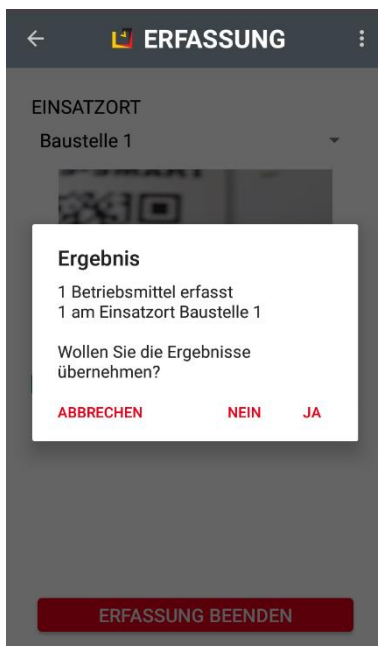 ERFASSUNG
EINSATZORT
Baustelle 1
Ergebnis
1 Betriebsmittel erfasst
1 am Einsatzort Baustelle 1
Wollen Sie die Ergebnisse
übernehmen?
ABBRECHEN NEIN JA
ERFASSUNG BEENDEN